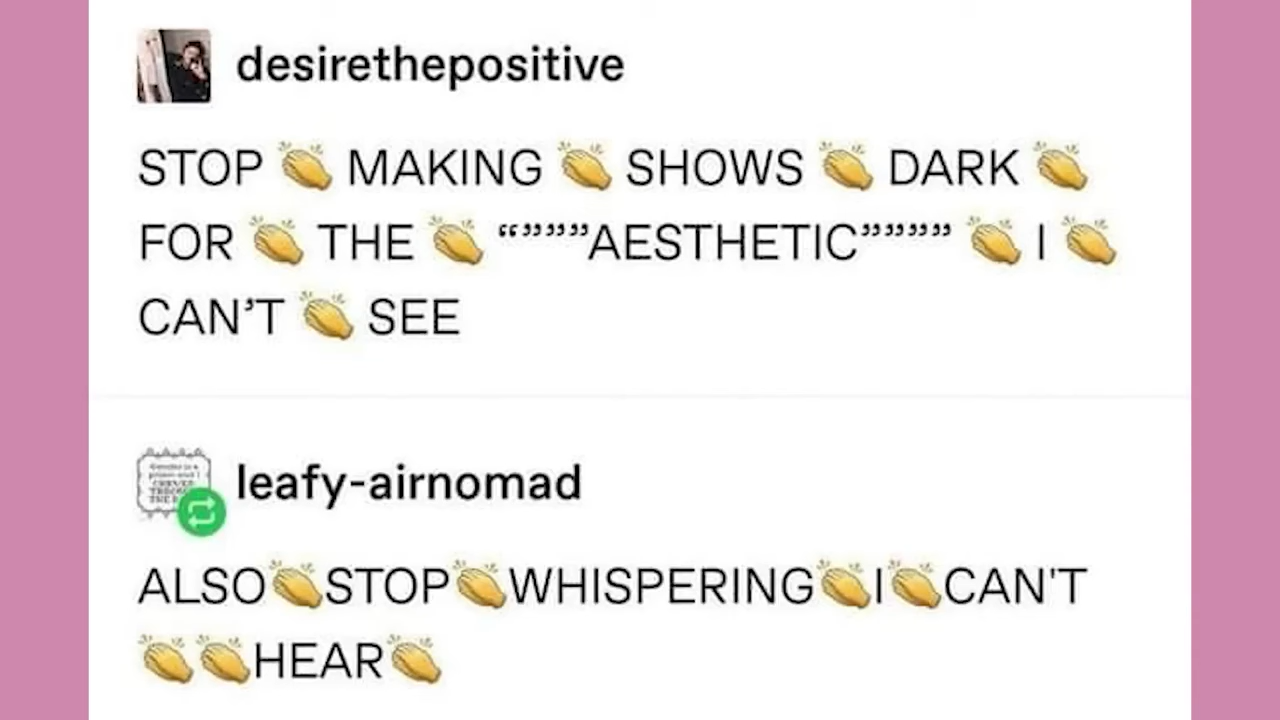 desirethepositive
STOP 👏 MAKING 👏 SHOWS 👏 DARK 👏
FOR 👏 THE 👏 “””””AESTHETIC””””” 👏 I 👏
CAN’T 👏 SEE
leafy-airnomad
ALSO👏STOP👏WHISPERING👏I👏CAN'T
👏👏HEAR👏